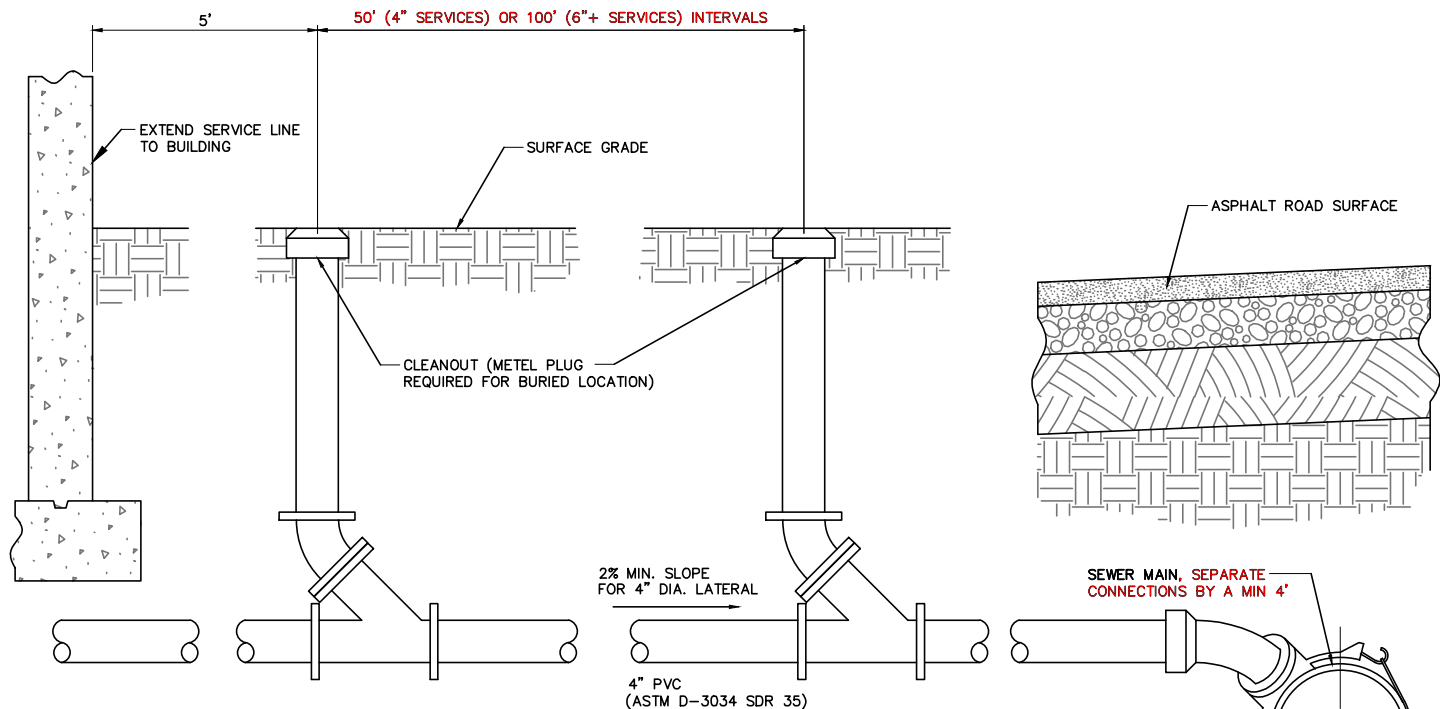 5'
50' (4" SERVICES) OR 100' (6"+ SERVICES) INTERVALS
EXTEND SERVICE LINE
TO BUILDING
SURFACE GRADE
ASPHALT ROAD SURFACE
CLEANOUT (METEL PLUG
REQUIRED FOR BURIED LOCATION)
2% MIN. SLOPE
FOR 4" DIA. LATERAL
SEWER MAIN, SEPARATE
CONNECTIONS BY A MIN 4'
4" PVC
(ASTM D-3034 SDR 35)